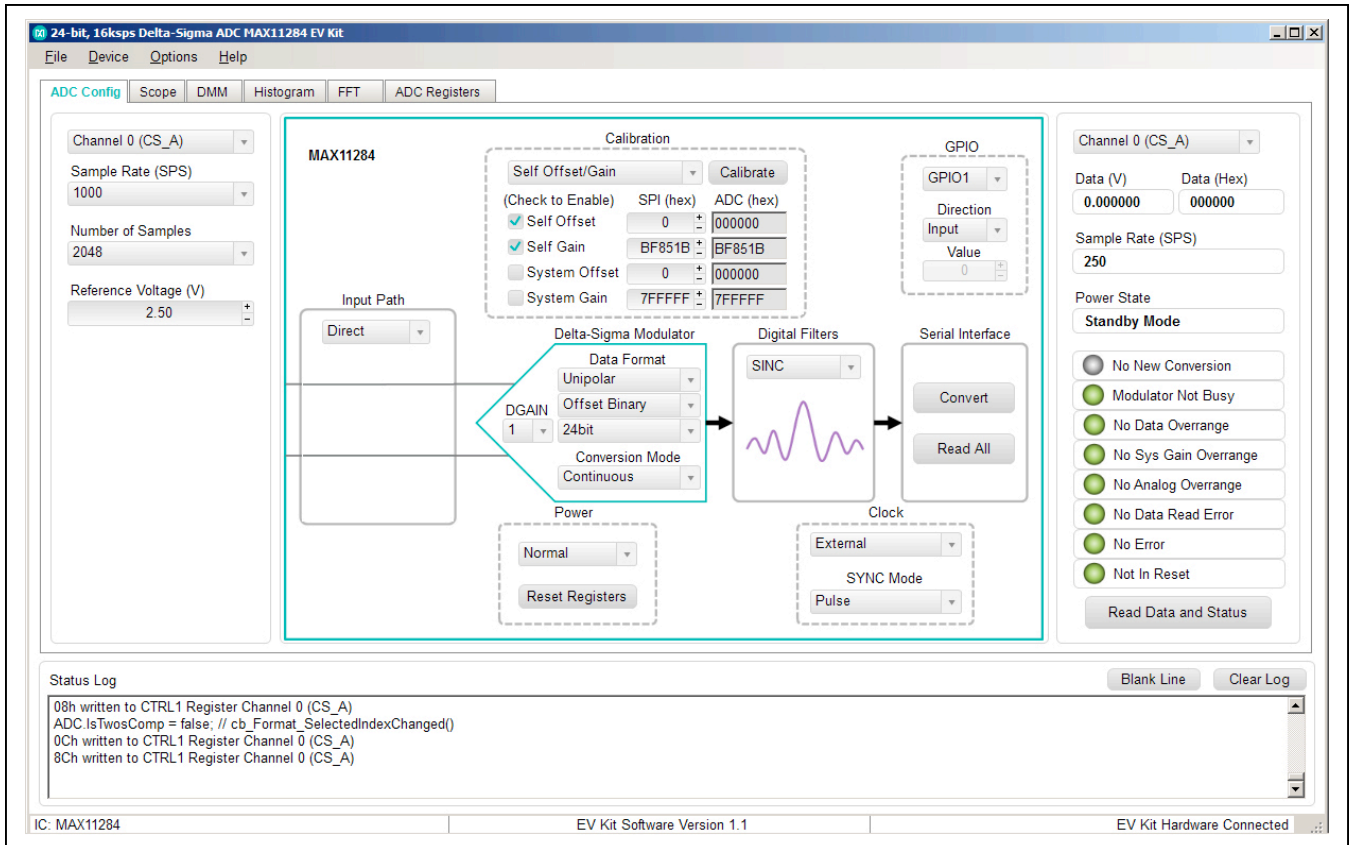 24-bit, 16ksps Delta-Sigma ADC MAX11284 EV Kit
File Device Options Help
ADC Config Scope DMM Histogram FFT ADC Registers
Channel 0 (CS_A)
Sample Rate (SPS)
1000
Number of Samples
2048
Reference Voltage (V)
2.50
MAX11284
Calibration
Self Offset/Gain Calibrate
(Check to Enable) SPI (hex) ADC (hex)
Self Offset 0 000000
Self Gain BF851B BF851B
System Offset 0 000000
System Gain 7FFFFF 7FFFFF
GPIO
GPIO1
Direction
Input
Value
0
Input Path
Direct
Delta-Sigma Modulator
Data Format
Unipolar
Offset Binary
DGAIN
1 24bit
Conversion Mode
Continuous
Digital Filters
SINC
Serial Interface
Convert
Read All
Power
Normal
Reset Registers
Clock
External
SYNC Mode
Pulse
Channel 0 (CS_A)
Data (V) Data (Hex)
0.000000 000000
Sample Rate (SPS)
250
Power State
Standby Mode
No New Conversion
Modulator Not Busy
No Data Overrange
No Sys Gain Overrange
No Analog Overrange
No Data Read Error
No Error
Not In Reset
Read Data and Status
Status Log Blank Line Clear Log
08h written to CTRL1 Register Channel 0 (CS_A)
ADC.IsTwosComp = false; // cb_Format_SelectedIndexChanged()
0Ch written to CTRL1 Register Channel 0 (CS_A)
8Ch written to CTRL1 Register Channel 0 (CS_A)
IC: MAX11284 EV Kit Software Version 1.1 EV Kit Hardware Connected